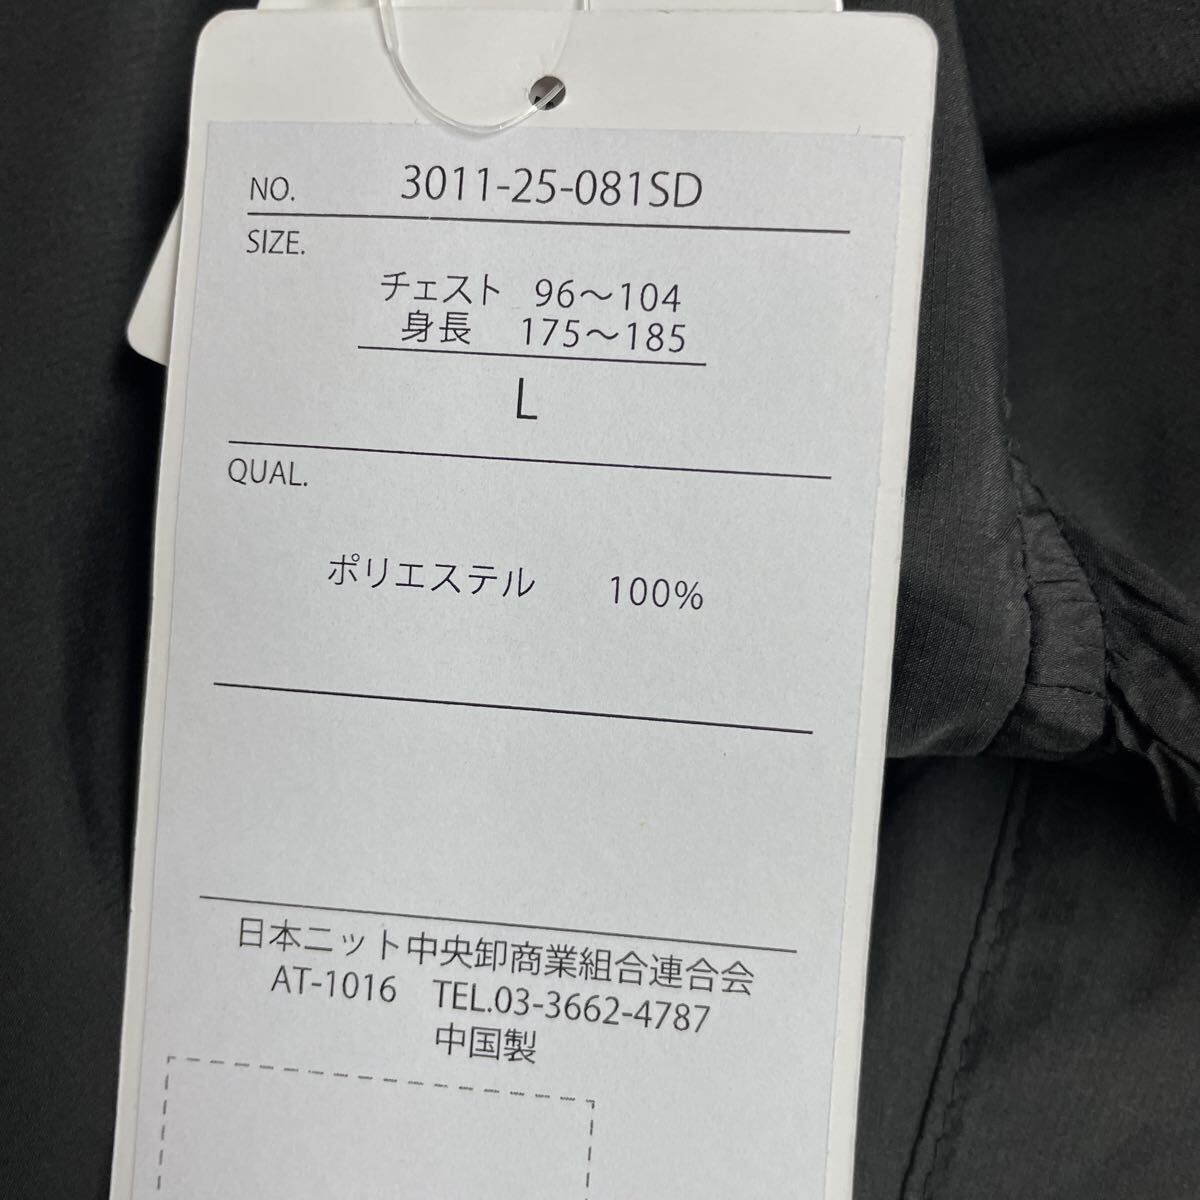 NO. 3011-25-081SD
SIZE.
チェスト 96〜104
身長 175〜185
L
QUAL.
ポリエステル 100%
日本ニット中央卸商業組合連合会
AT-1016 TEL.03-3662-4787
中国製